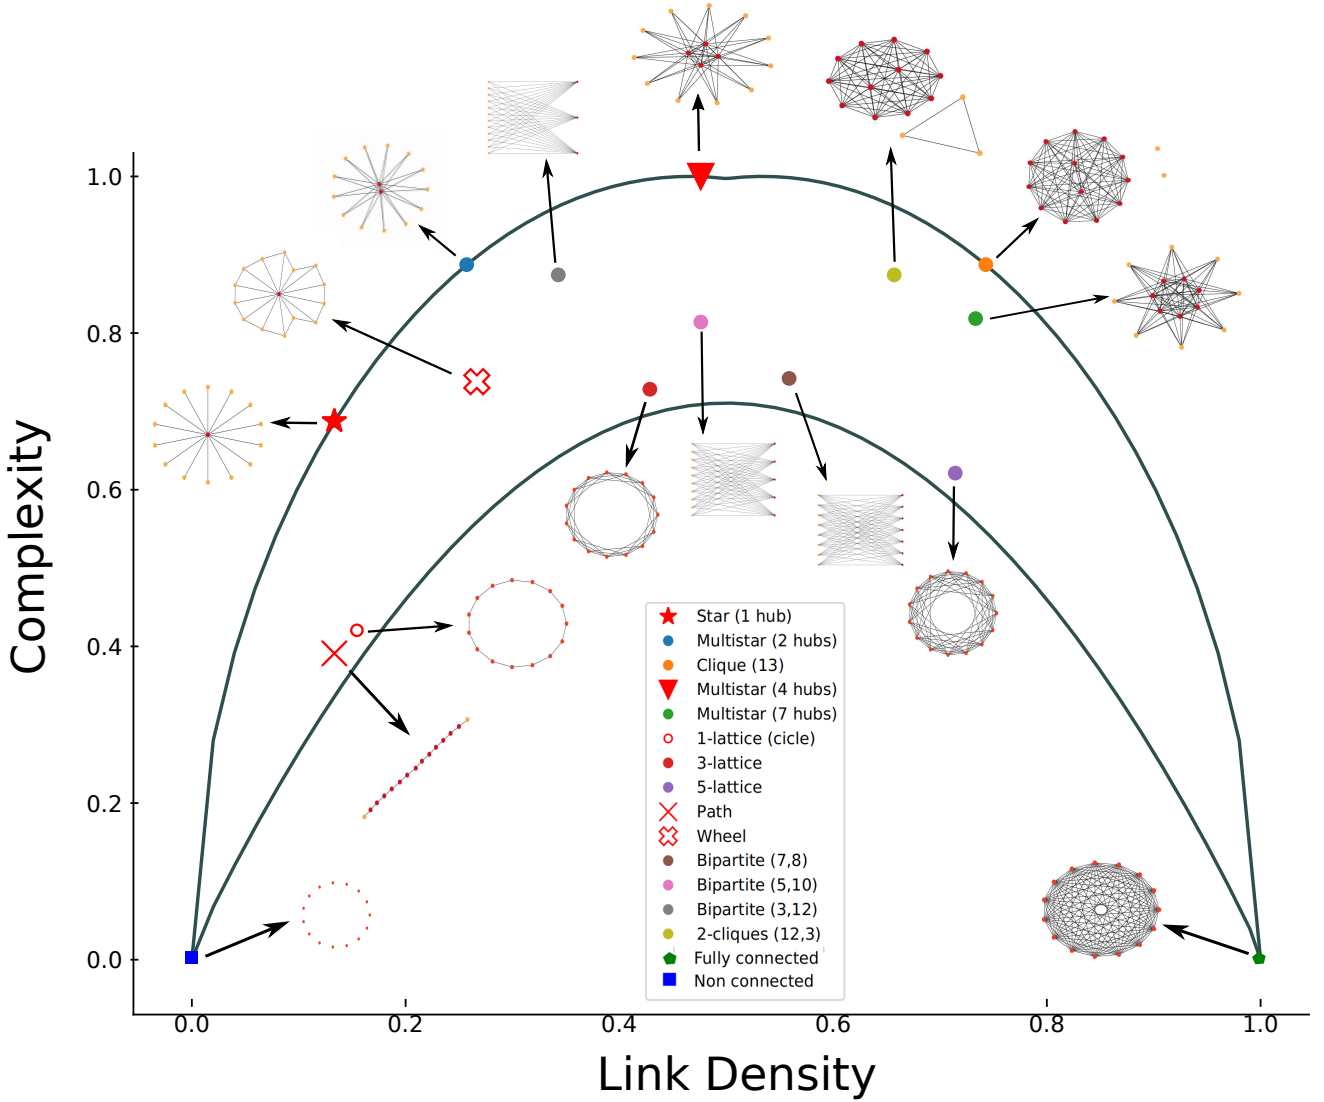 1.0
0.8
0.6
0.4
0.2
0.0
Complexity
Star (1 hub)
Multistar (2 hubs)
Clique (13)
Multistar (4 hubs)
Multistar (7 hubs)
1-lattice (cicle)
3-lattice
5-lattice
Path
Wheel
Bipartite (7,8)
Bipartite (5,10)
Bipartite (3,12)
2-cliques (12,3)
Fully connected
Non connected
0.0 0.2 0.4 0.6 0.8 1.0
Link Density